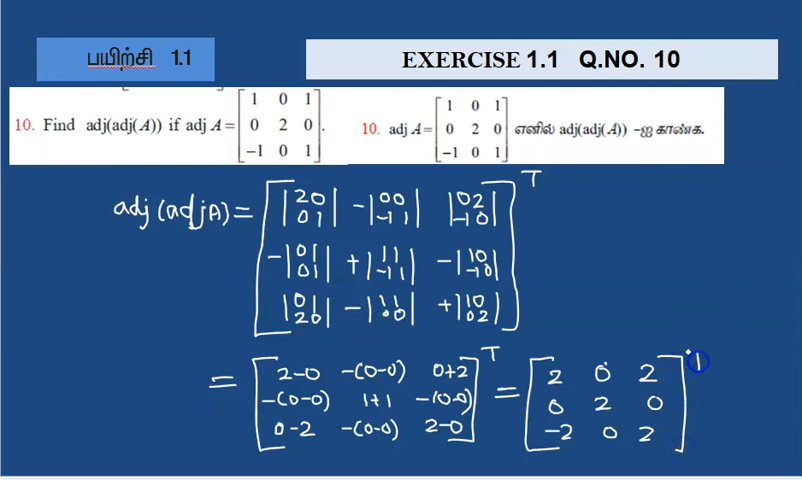 பயிற்சி 1.1
EXERCISE 1.1 Q.NO. 10
10. Find adj(adj(A)) if adj A = [1 0 1; 0 2 0; −1 0 1].
10. adj A = [1 0 1; 0 2 0; −1 0 1] எனில் adj(adj(A)) -ஐ காண்க.
adj (adj A) = [ |2 0; 0 1| −|0 0; −1 1| |0 2; −1 0|
−|0 1; 0 1| +|1 1; −1 1| −|1 0; −1 0|
|0 1; 2 0| −|1 1; 0 0| +|1 0; 0 2| ]ᵀ
= [ 2−0 −(0−0) 0+2
−(0−0) 1+1 −(0−0)
0−2 −(0−0) 2−0 ]ᵀ
= [ 2 0 2
0 2 0
−2 0 2 ]